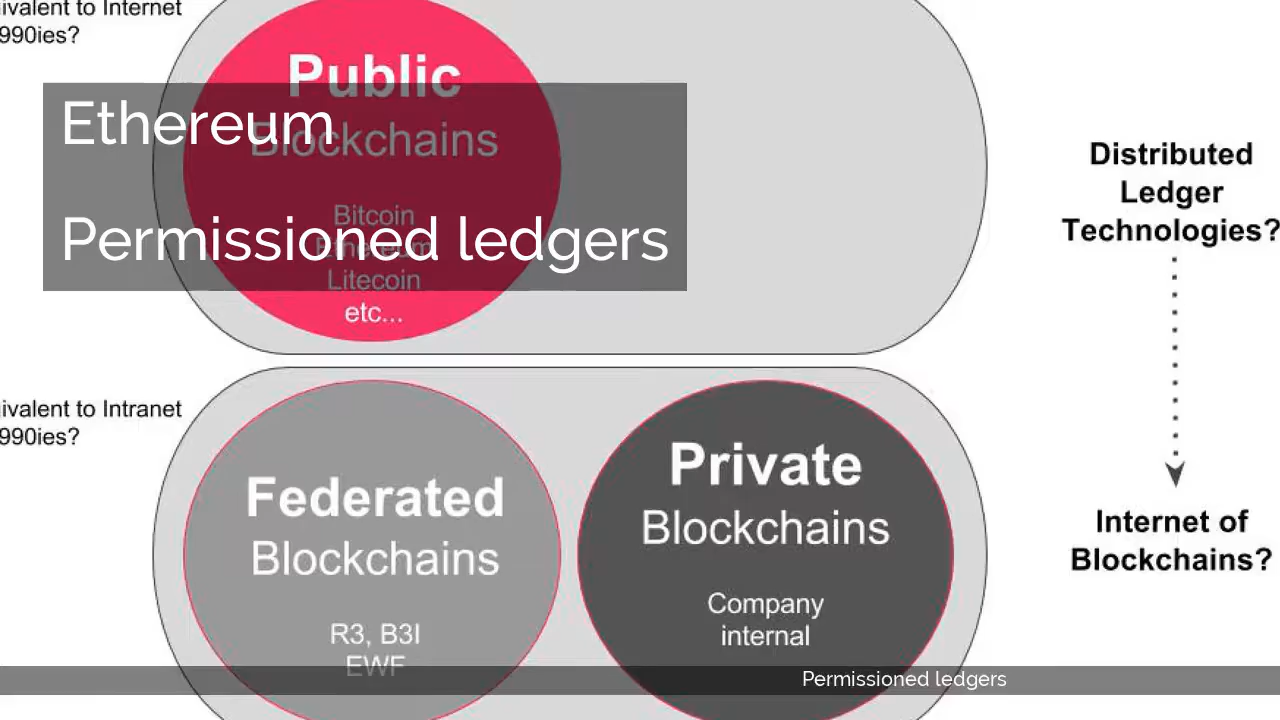 ivalent to Internet
990ies?
Public
Blockchains
Bitcoin
Ethereum
Litecoin
etc...
Ethereum
Permissioned ledgers
Distributed
Ledger
Technologies?
Internet of
Blockchains?
ivalent to Intranet
990ies?
Federated
Blockchains
R3, B3I
EWF
Private
Blockchains
Company
internal
Permissioned ledgers